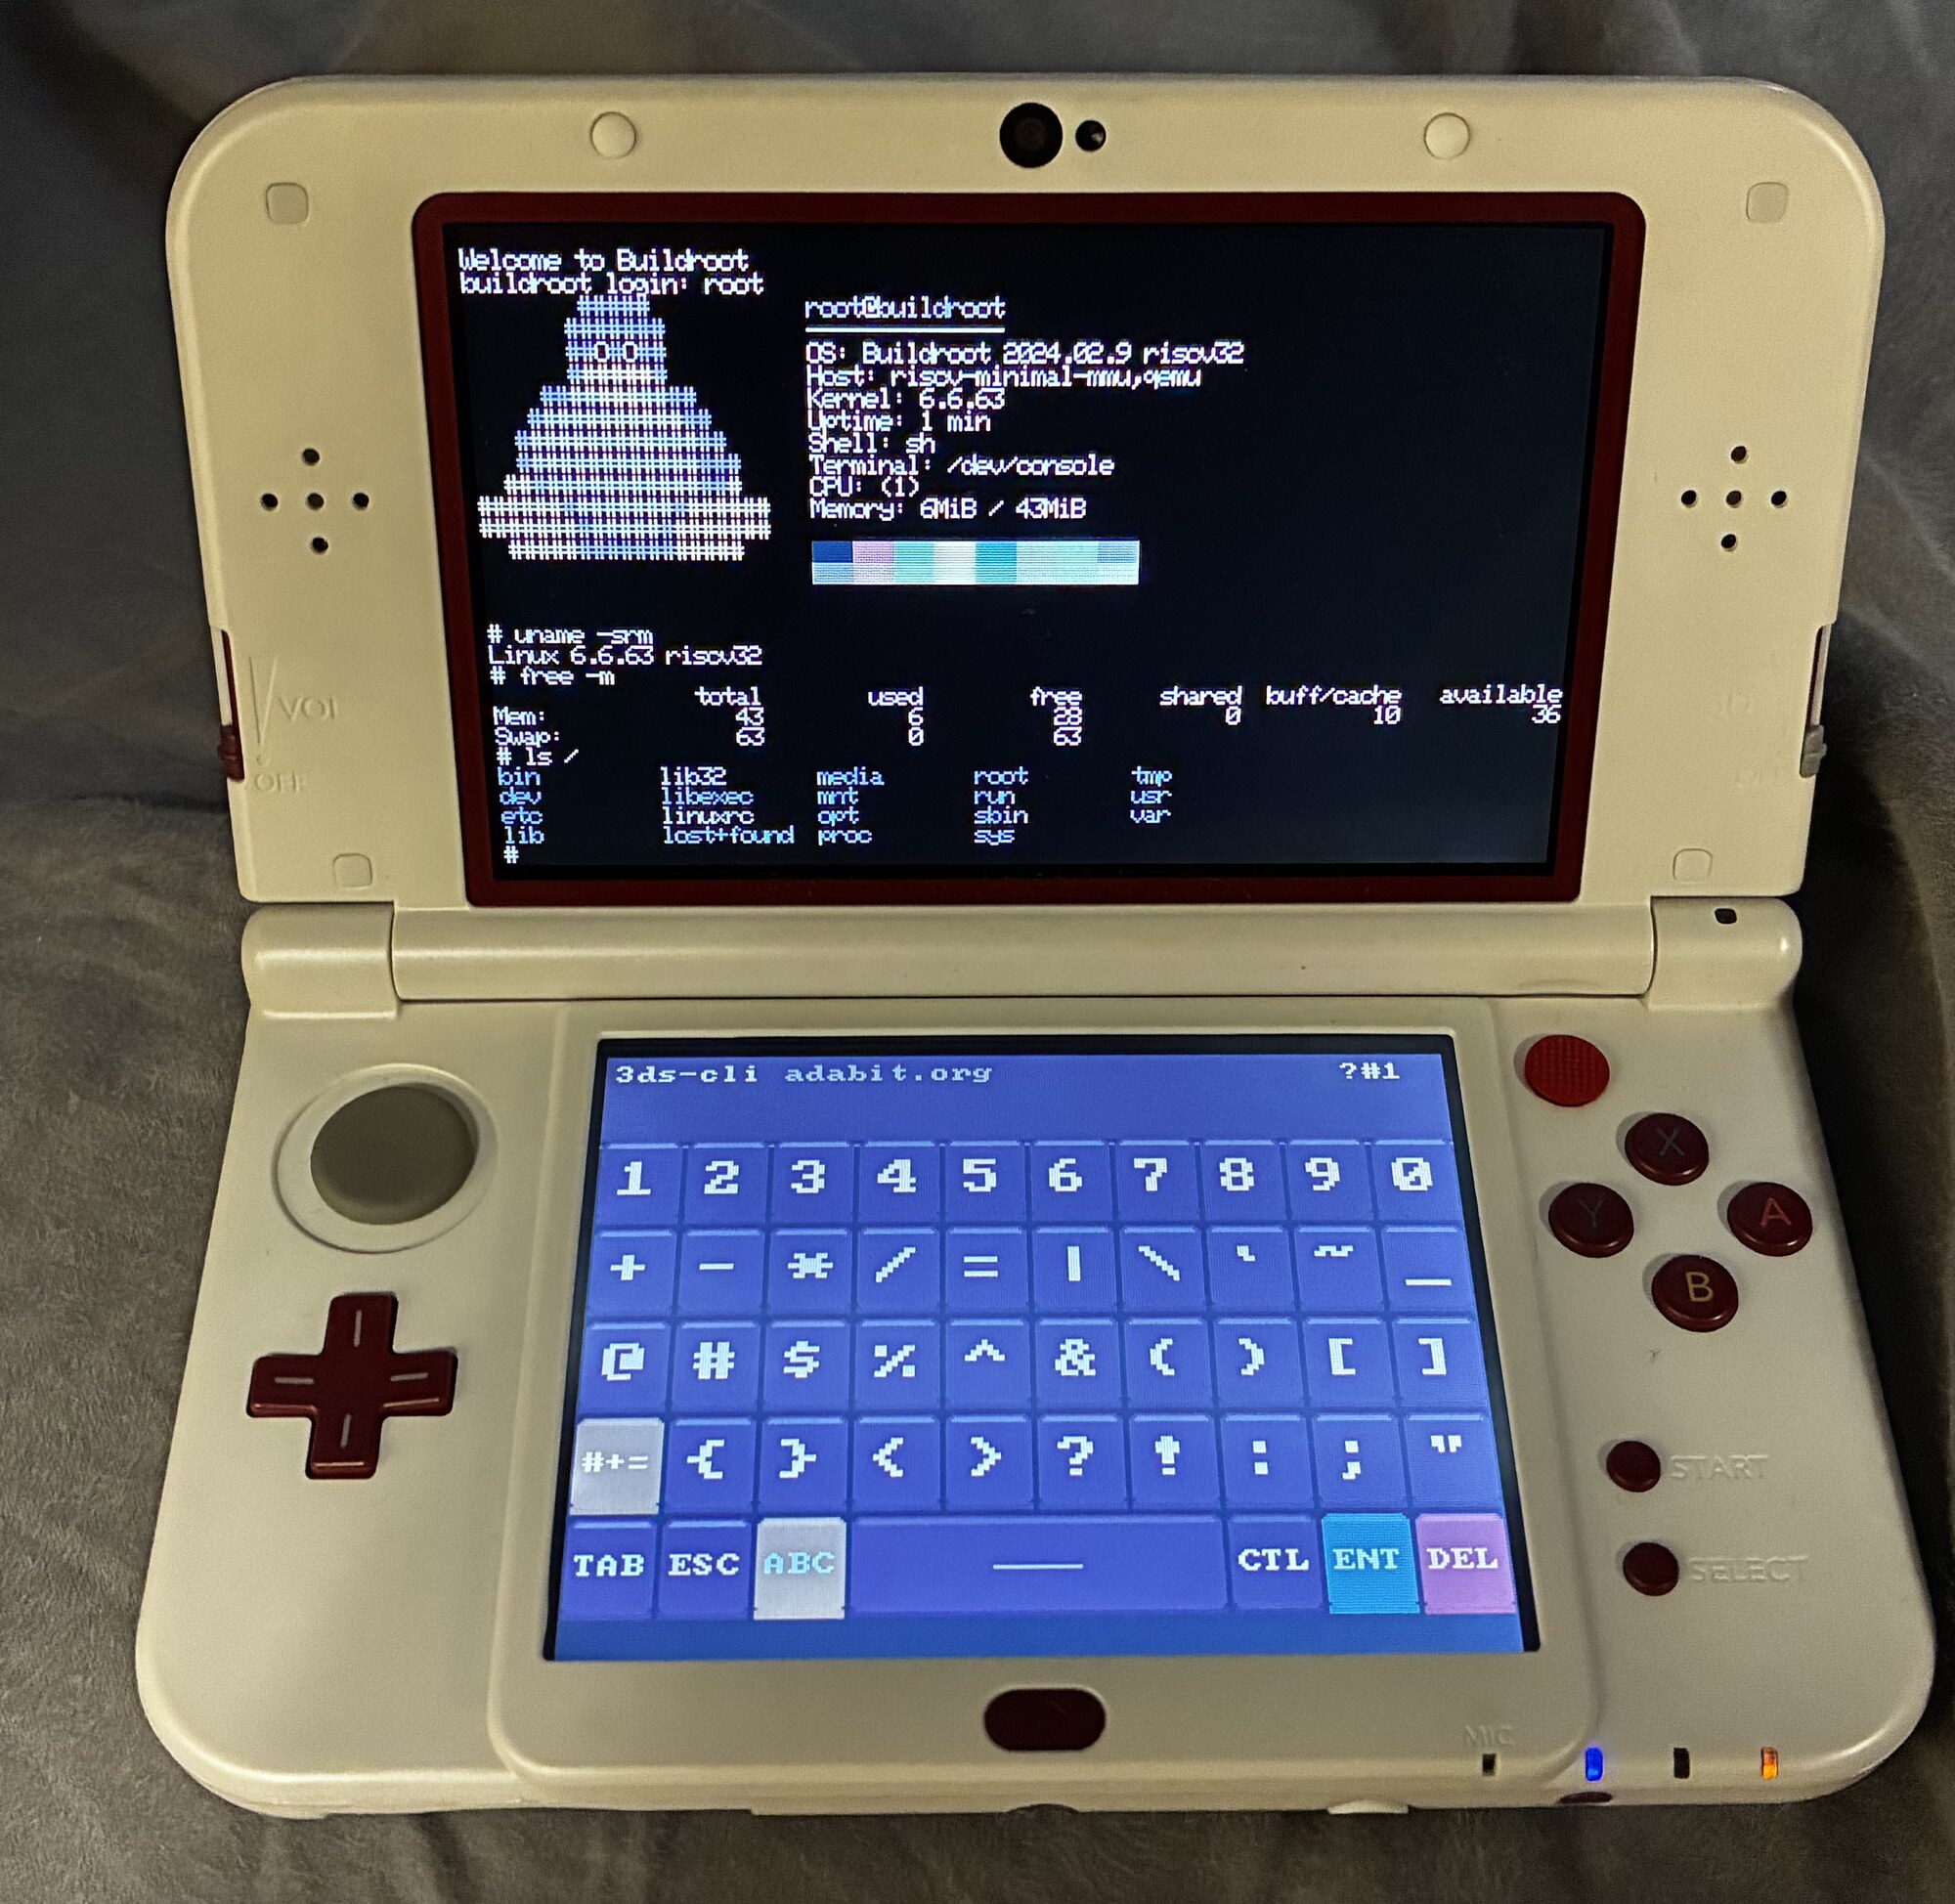 Welcome to Buildroot
buildroot login: root
root@buildroot
OS: Buildroot 2024.02.9 riscv32
Host: riscv-minimal-mmu,qemu
Kernel: 6.6.63
Uptime: 1 min
Shell: sh
Terminal: /dev/console
CPU: (1)
Memory: 6MiB / 43MiB
# uname -srm
Linux 6.6.63 riscv32
# free -m
total used free shared buff/cache available
Mem: 43 6 28 0 10 36
Swap: 63 0 63
# ls /
bin lib32 media root tmp
dev libexec mnt run usr
etc linuxrc opt sbin var
lib lost+found proc sys
#
VOL
OFF
3ds-cli adabit.org ?#1
1 2 3 4 5 6 7 8 9 0
+ - * / = | \ ` ~ _
@ # $ % ^ & ( ) [ ]
#+= { } < > ? ! : ; "
TAB ESC ABC CTL ENT DEL
X
Y A
B
START
SELECT
MIC